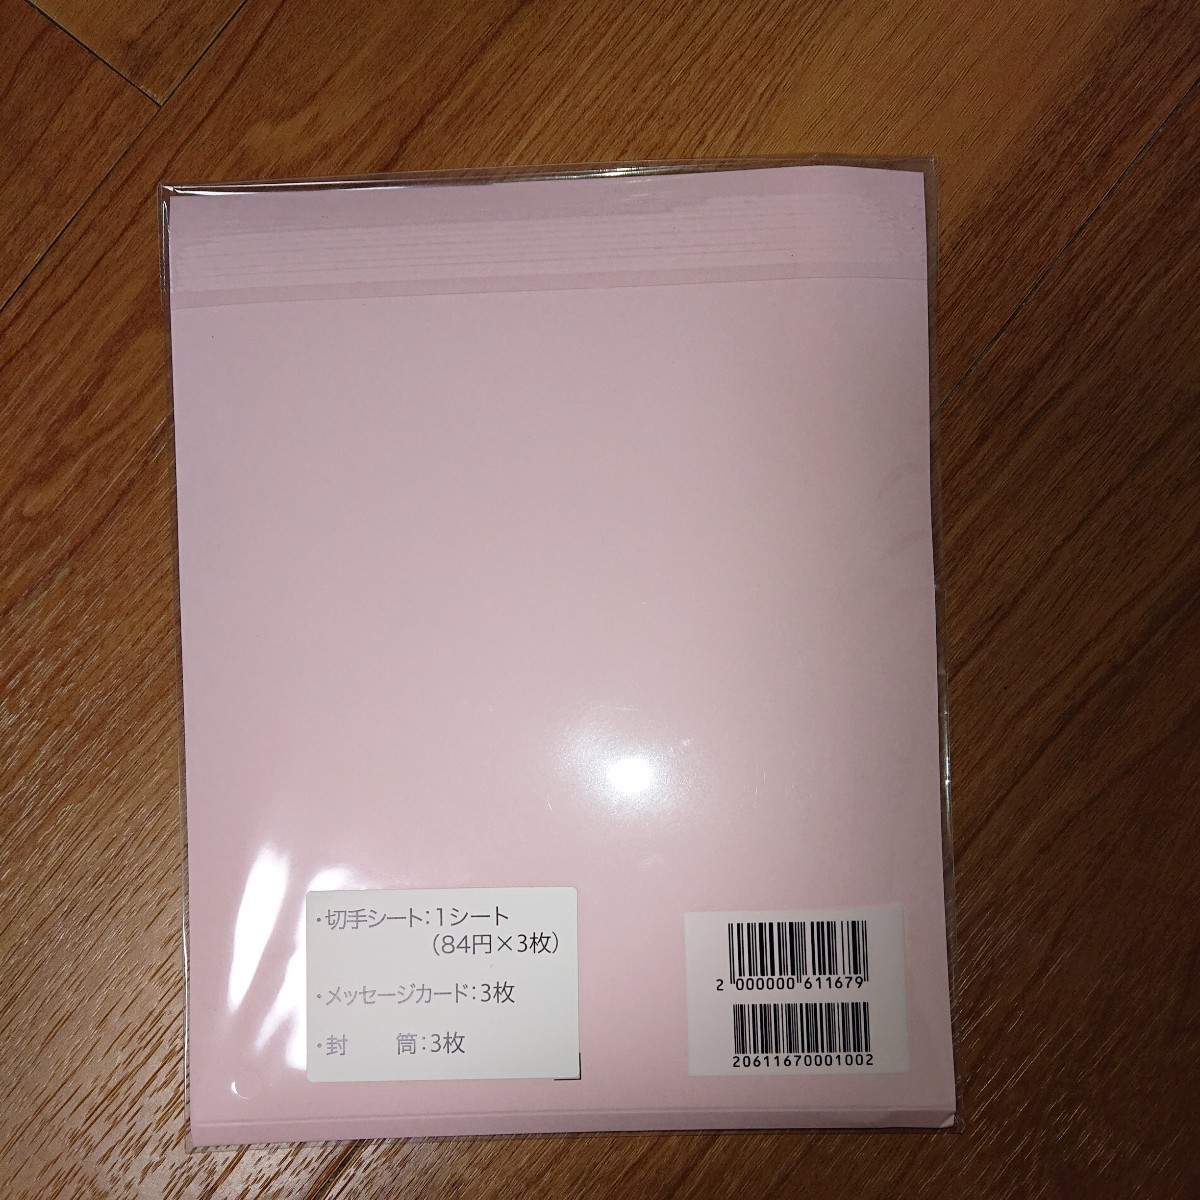 ・切手シート：1シート
（84円×3枚）
・メッセージカード：3枚
・封　　筒：3枚
2 000000 611679
20611670001002